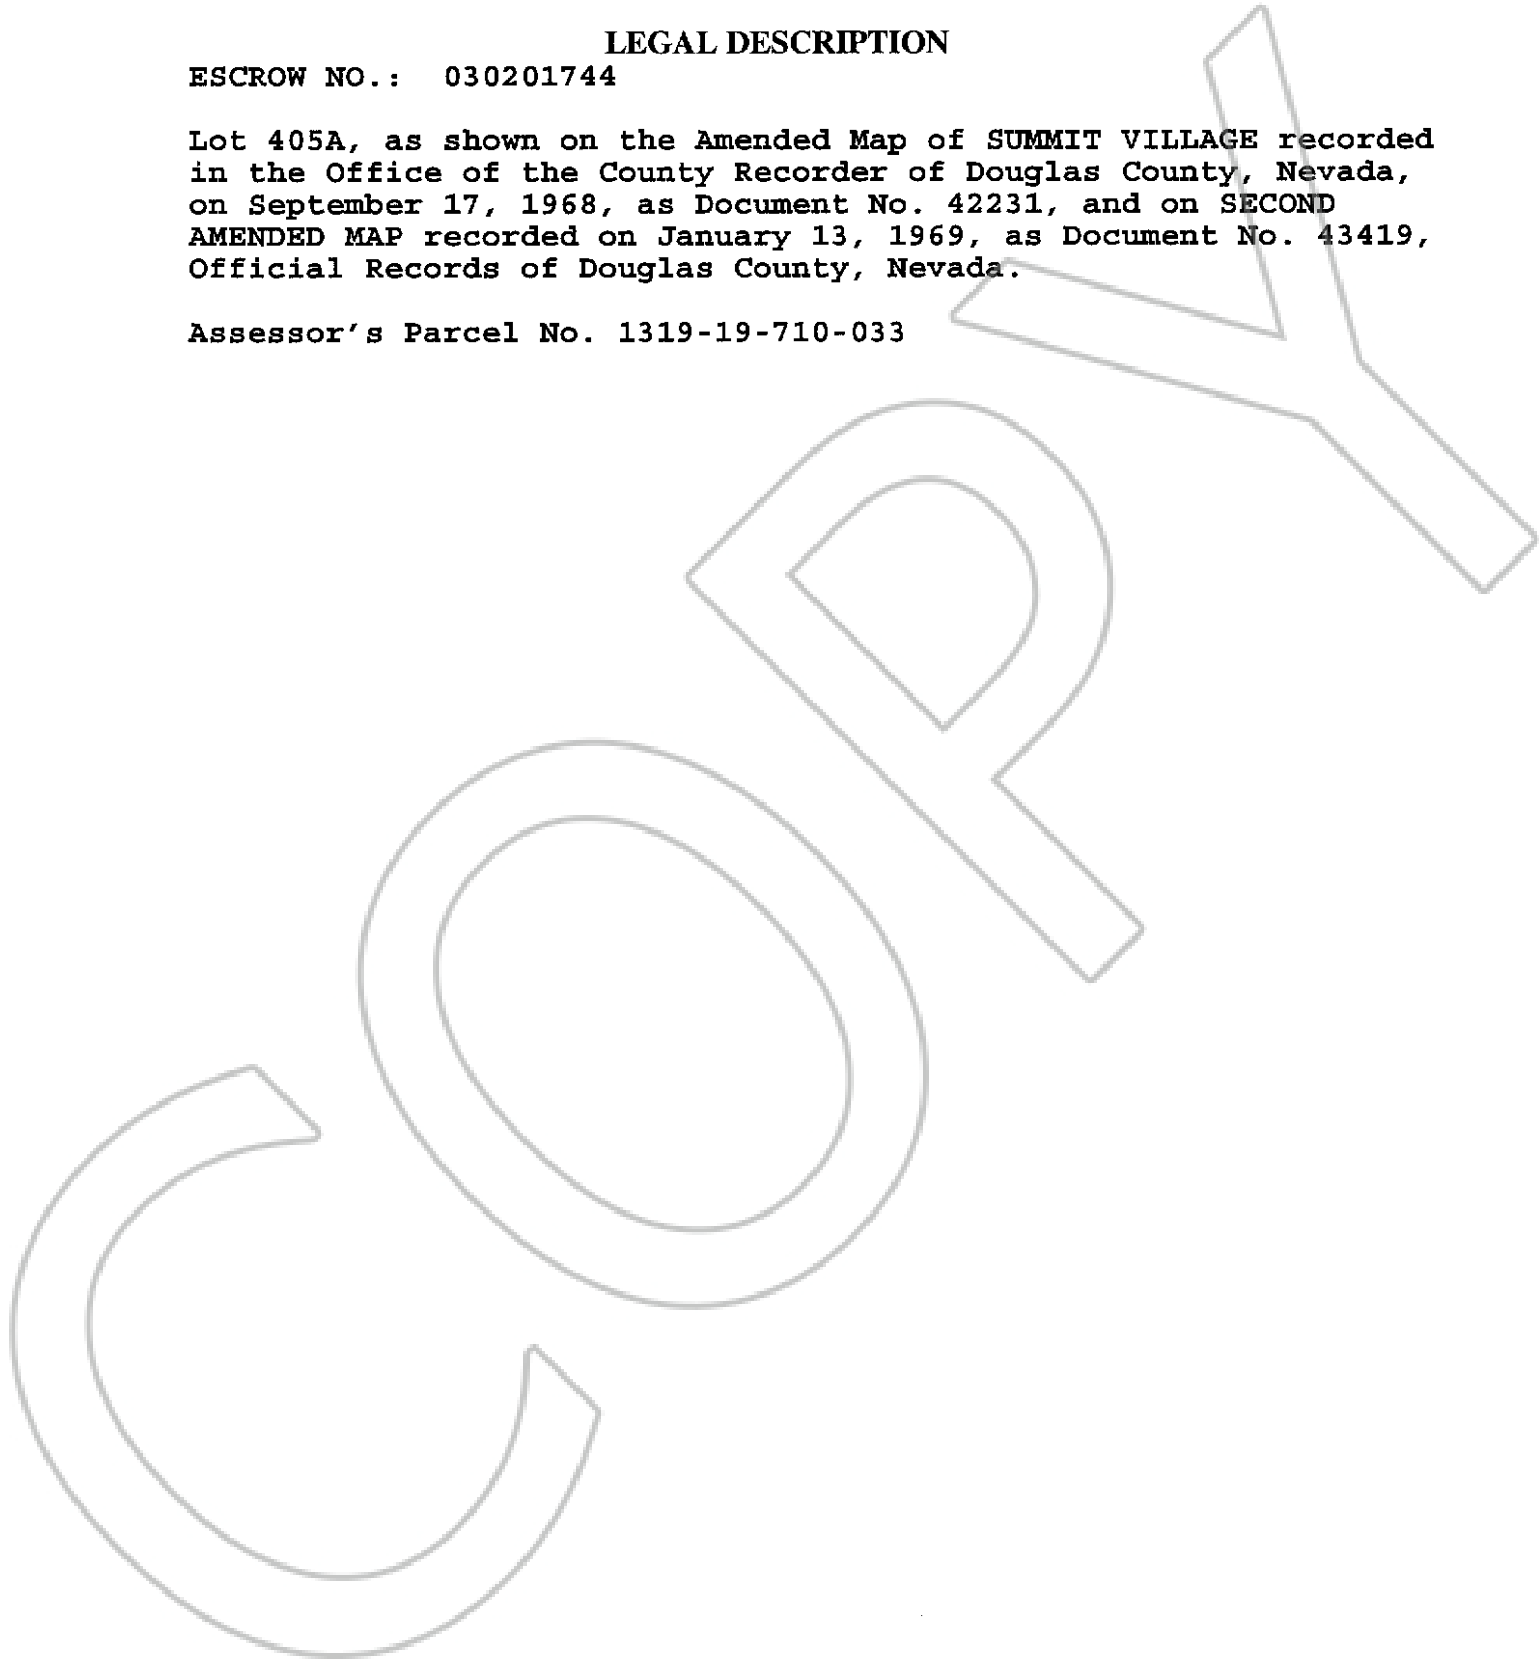 LEGAL DESCRIPTION
ESCROW NO.: 030201744
Lot 405A, as shown on the Amended Map of SUMMIT VILLAGE recorded
in the Office of the County Recorder of Douglas County, Nevada,
on September 17, 1968, as Document No. 42231, and on SECOND
AMENDED MAP recorded on January 13, 1969, as Document No. 43419,
Official Records of Douglas County, Nevada.
Assessor's Parcel No. 1319-19-710-033
COPY